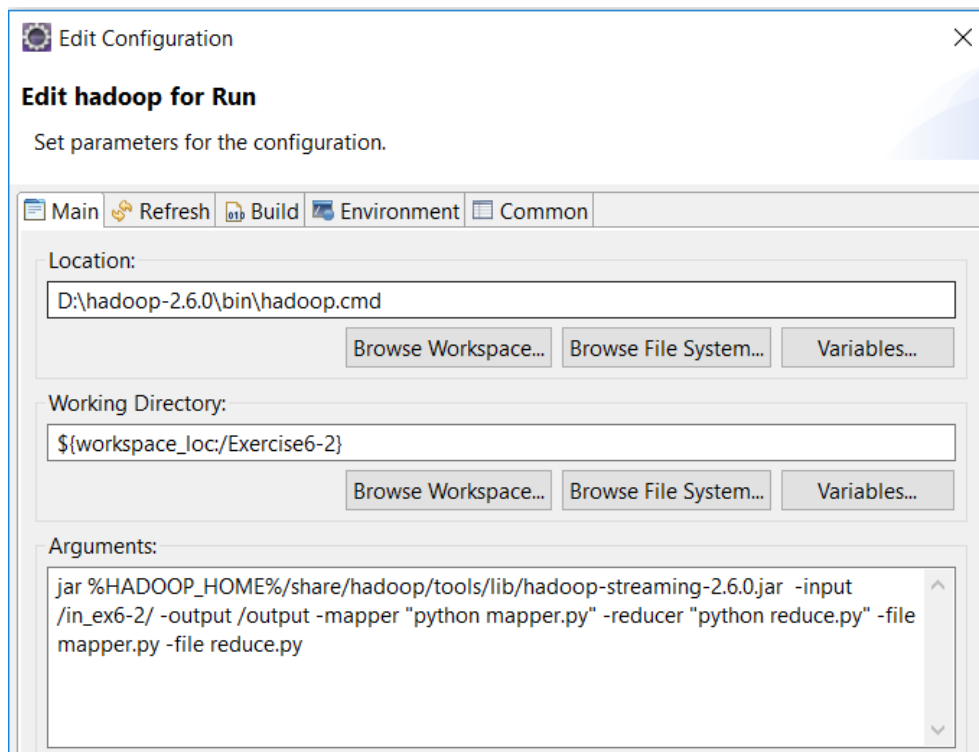 Edit Configuration
Edit hadoop for Run
Set parameters for the configuration.
Main Refresh Build Environment Common
Location:
D:\hadoop-2.6.0\bin\hadoop.cmd
Browse Workspace... Browse File System... Variables...
Working Directory:
${workspace_loc:/Exercise6-2}
Browse Workspace... Browse File System... Variables...
Arguments:
jar %HADOOP_HOME%/share/hadoop/tools/lib/hadoop-streaming-2.6.0.jar  -input
/in_ex6-2/ -output /output -mapper "python mapper.py" -reducer "python reduce.py" -file
mapper.py -file reduce.py